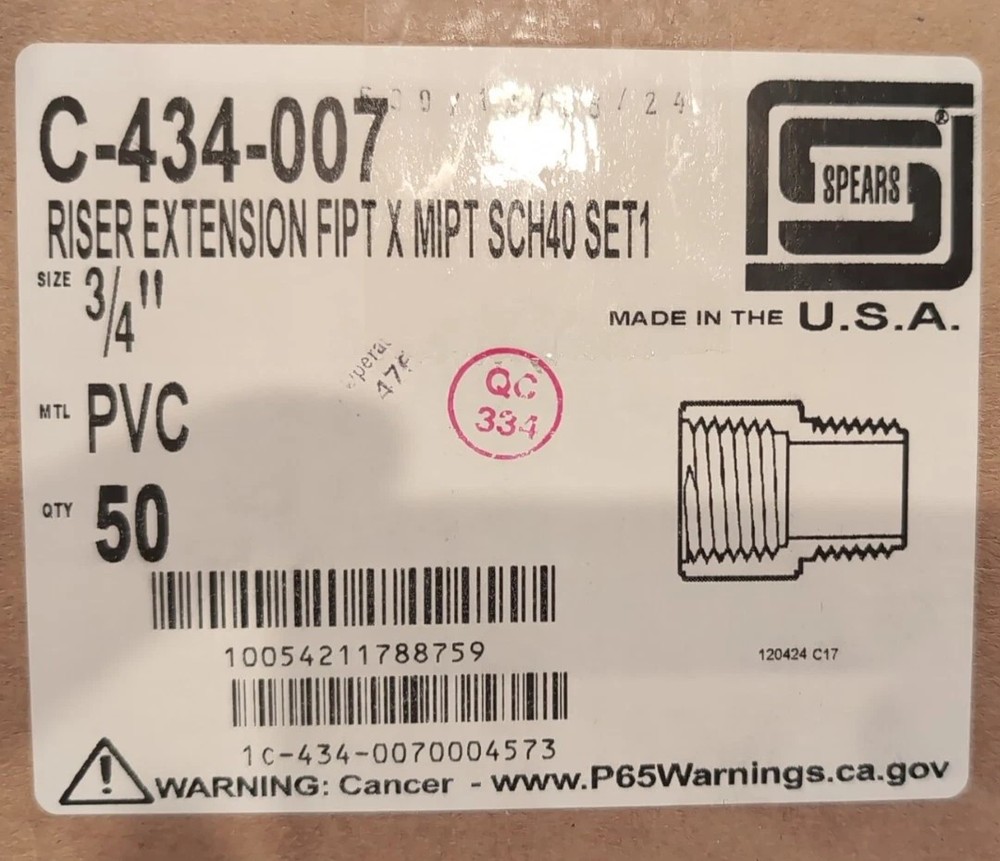 C-434-007
RISER EXTENSION FIPT X MIPT SCH40 SET1
SPEARS ®
MADE IN THE U.S.A.
SIZE 3/4"
MTL PVC
QTY 50
QC
334
10054211788759
120424 C17
1C-434-0070004573
WARNING: Cancer - www.P65Warnings.ca.gov